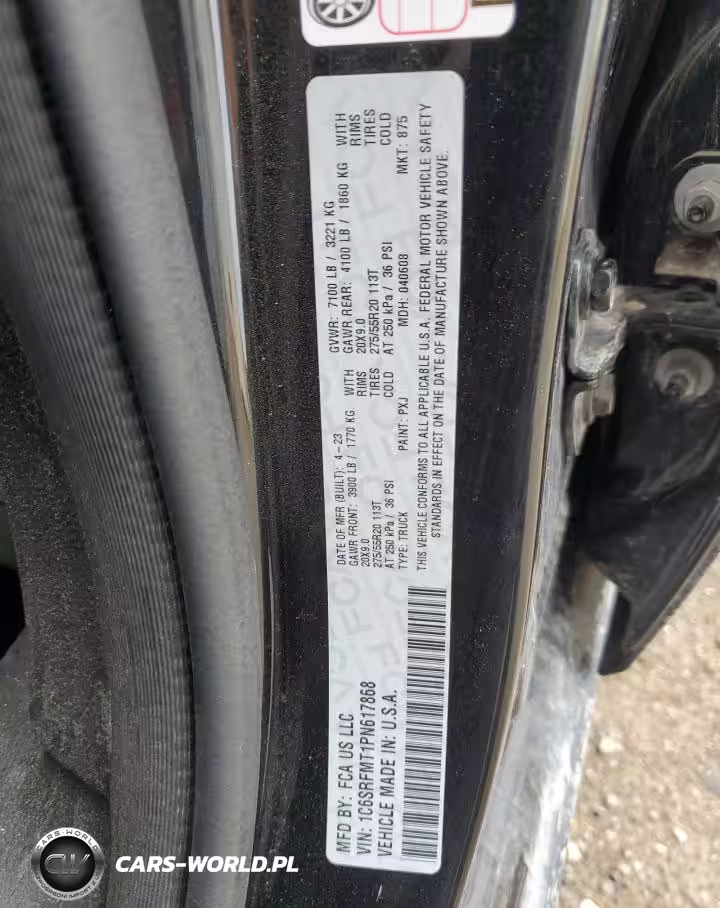 MFD BY: FCA US LLC
VIN: 1C6SRFMT1PN617868
VEHICLE MADE IN: U.S.A.
DATE OF MFR (BUILT): 4-23
GAWR FRONT: 3900 LB / 1770 KG WITH
20X9.0 RIMS
275/55R20 113T TIRES
AT 250 kPa / 36 PSI COLD
TYPE: TRUCK PAINT: PXJ
GVWR: 7100 LB / 3221 KG
GAWR REAR: 4100 LB / 1860 KG WITH
20X9.0 RIMS
275/55R20 113T TIRES
AT 250 kPa / 36 PSI COLD
MDH: 040608 MKT: 875
THIS VEHICLE CONFORMS TO ALL APPLICABLE U.S.A. FEDERAL MOTOR VEHICLE SAFETY
STANDARDS IN EFFECT ON THE DATE OF MANUFACTURE SHOWN ABOVE.
CARS-WORLD
CW
CARS-WORLD.PL